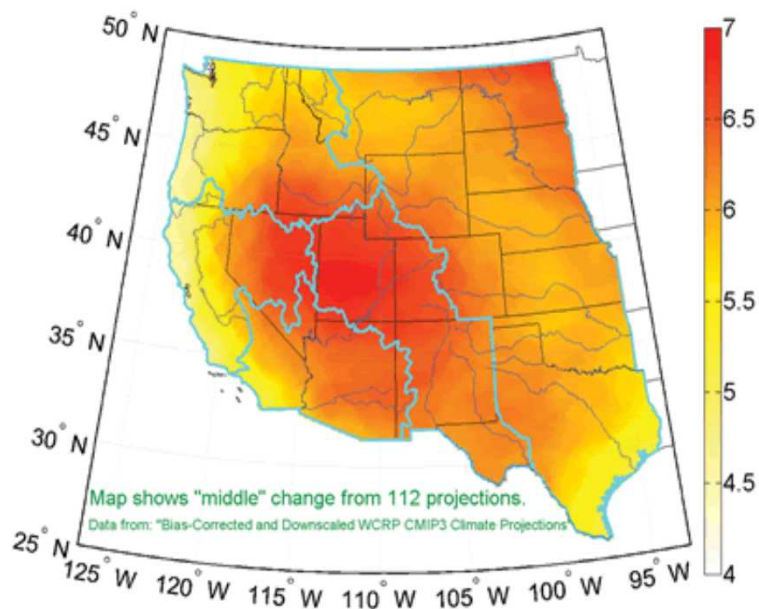 50° N
45° N
40° N
35° N
30° N
25° N
125° W
120° W
115° W
110° W
105° W
100° W
95° W
7
6.5
6
5.5
5
4.5
4
Map shows "middle" change from 112 projections.
Data from: "Bias-Corrected and Downscaled WCRP CMIP3 Climate Projections